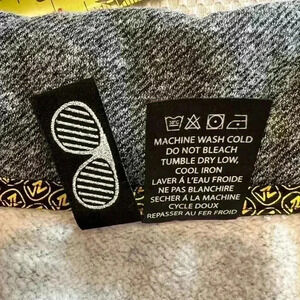 MACHINE WASH COLD
DO NOT BLEACH
TUMBLE DRY LOW,
COOL IRON
LAVER À L'EAU FROIDE
NE PAS BLANCHIRE
SECHER À LA MACHINE
CYCLE DOUX
REPASSER AU FER FROID
VZ